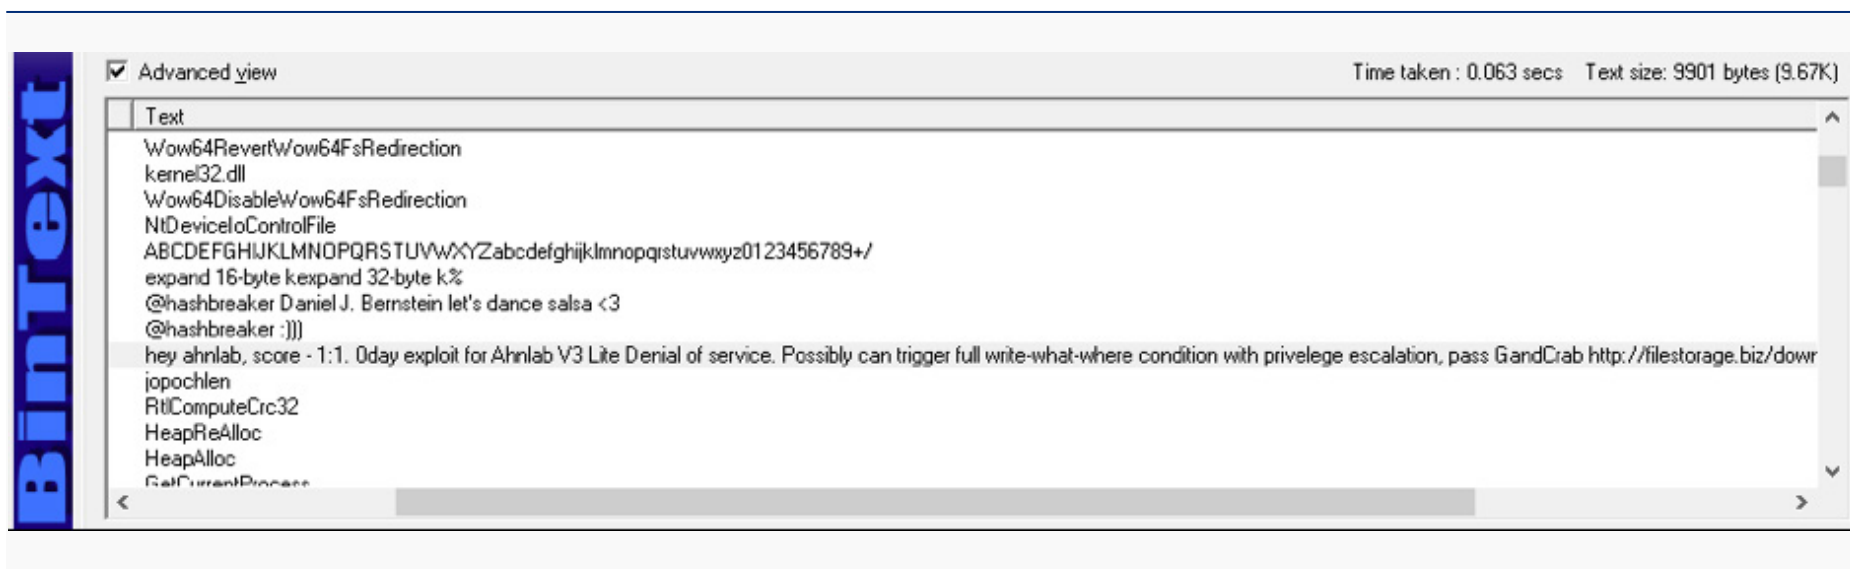 BinText
Advanced view
Time taken : 0.063 secs Text size: 9901 bytes (9.67K)
Text
Wow64RevertWow64FsRedirection
kernel32.dll
Wow64DisableWow64FsRedirection
NtDeviceIoControlFile
ABCDEFGHIJKLMNOPQRSTUVWXYZabcdefghijklmnopqrstuvwxyz0123456789+/
expand 16-byte kexpand 32-byte k%
@hashbreaker Daniel J. Bernstein let's dance salsa <3
@hashbreaker :)))
hey ahnlab, score - 1:1. 0day exploit for Ahnlab V3 Lite Denial of service. Possibly can trigger full write-what-where condition with privelege escalation, pass GandCrab http://filestorage.biz/dowr
jopochlen
RtlComputeCrc32
HeapReAlloc
HeapAlloc
GetCurrentProcess